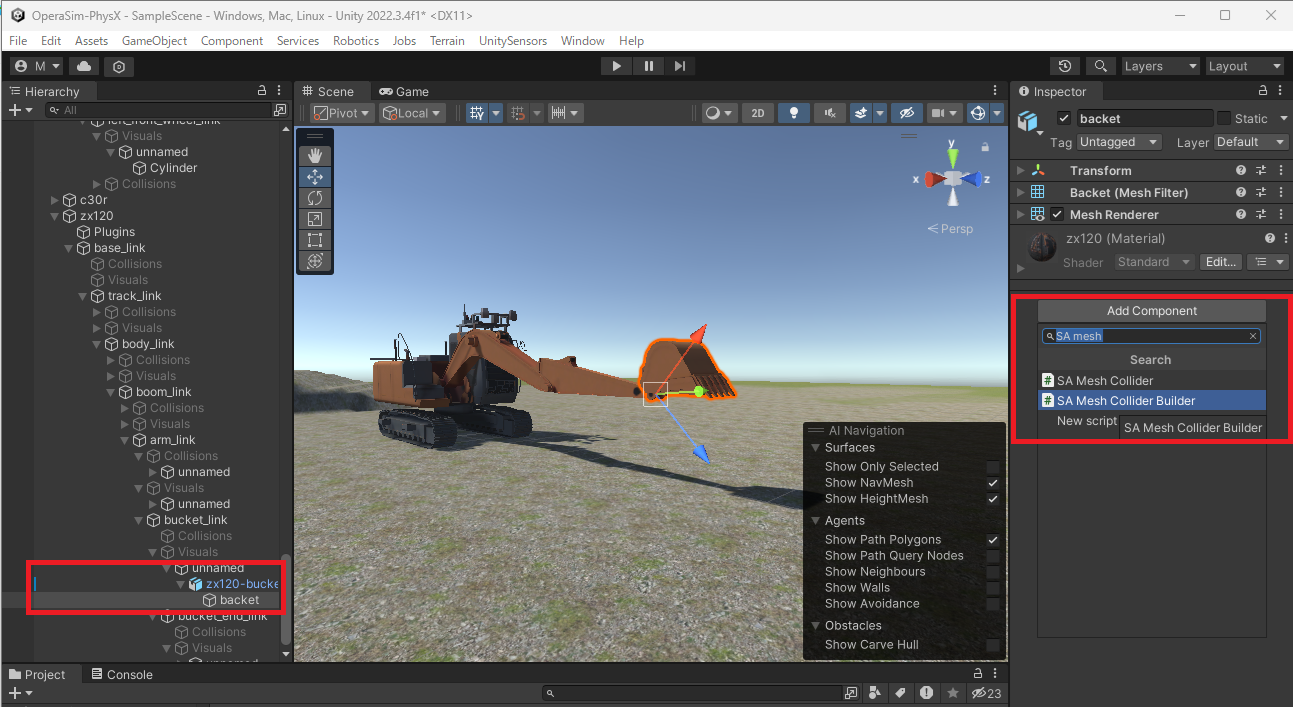 OperaSim-PhysX - SampleScene - Windows, Mac, Linux - Unity 2022.3.4f1* <DX11>
File Edit Assets GameObject Component Services Robotics Jobs Terrain UnitySensors Window Help
M
Layers Layout
Hierarchy
All
left_front_wheel_link
Visuals
unnamed
Cylinder
Collisions
c30r
zx120
Plugins
base_link
Collisions
Visuals
track_link
Collisions
Visuals
body_link
Collisions
Visuals
boom_link
Collisions
Visuals
arm_link
Collisions
unnamed
Visuals
unnamed
bucket_link
Collisions
Visuals
unnamed
zx120-bucke
backet
bucket_end_link
Collisions
Visuals
unnamed
Scene Game
Pivot Local 2D
y
x z
Persp
AI Navigation
Surfaces
Show Only Selected
Show NavMesh
Show HeightMesh
Agents
Show Path Polygons
Show Path Query Nodes
Show Neighbours
Show Walls
Show Avoidance
Obstacles
Show Carve Hull
Inspector
backet Static
Tag Untagged Layer Default
Transform
Backet (Mesh Filter)
Mesh Renderer
zx120 (Material)
Shader Standard Edit...
Add Component
SA mesh
Search
SA Mesh Collider
SA Mesh Collider Builder
New script
SA Mesh Collider Builder
Project Console
23